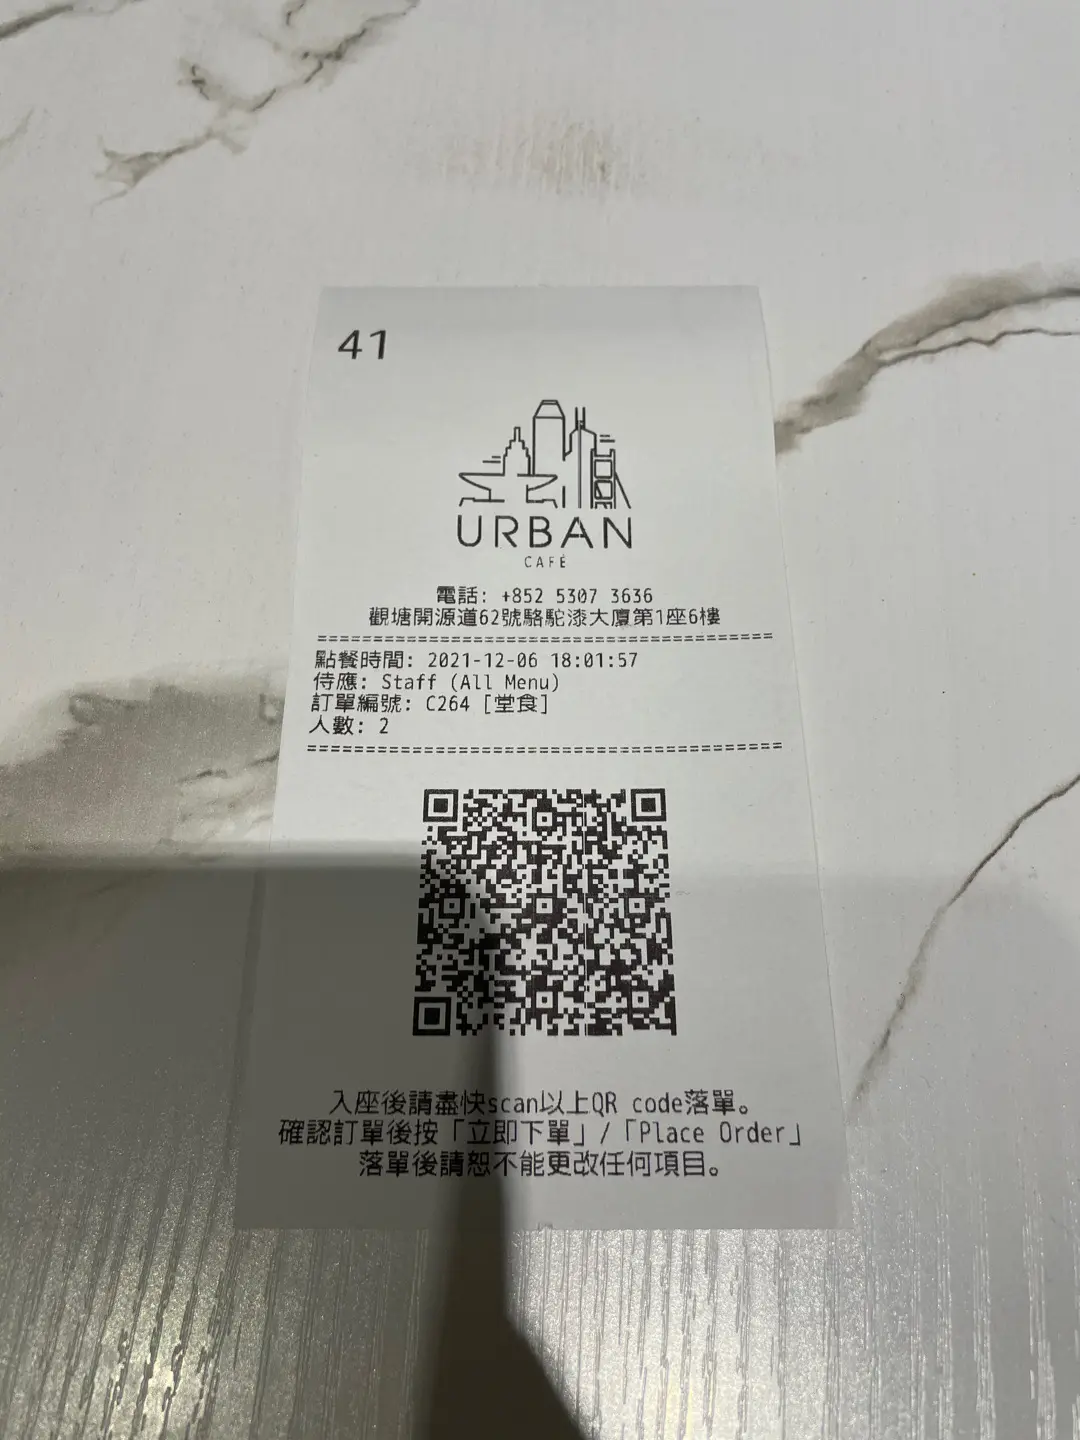 41
URBAN
CAFÉ
電話: +852 5307 3636
觀塘開源道62號駱駝漆大廈第1座6樓
點餐時間: 2021-12-06 18:01:57
侍應: Staff (All Menu)
訂單編號: C264 [堂食]
人數: 2
入座後請盡快scan以上QR code落單。
確認訂單後按「立即下單」/「Place Order」
落單後請恕不能更改任何項目。